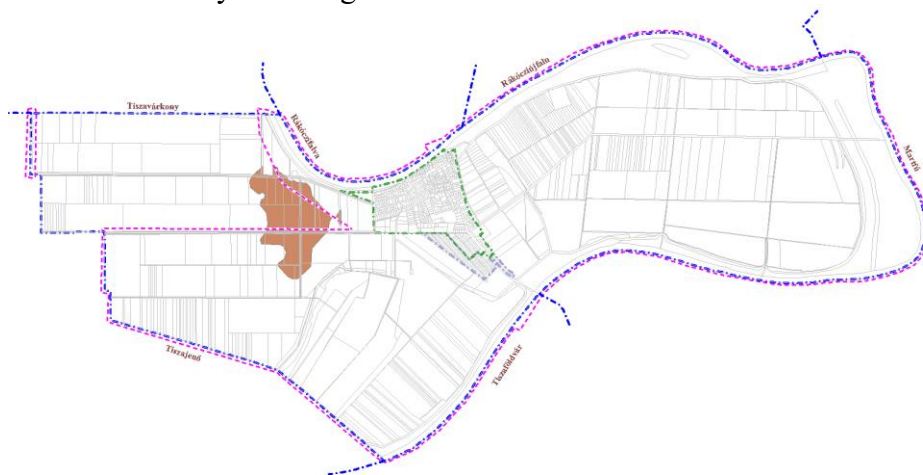 Tiszavárkony
Rákóczifalva
Rákócziújfalu
Martfű
Tiszajenő
Tiszaföldvár